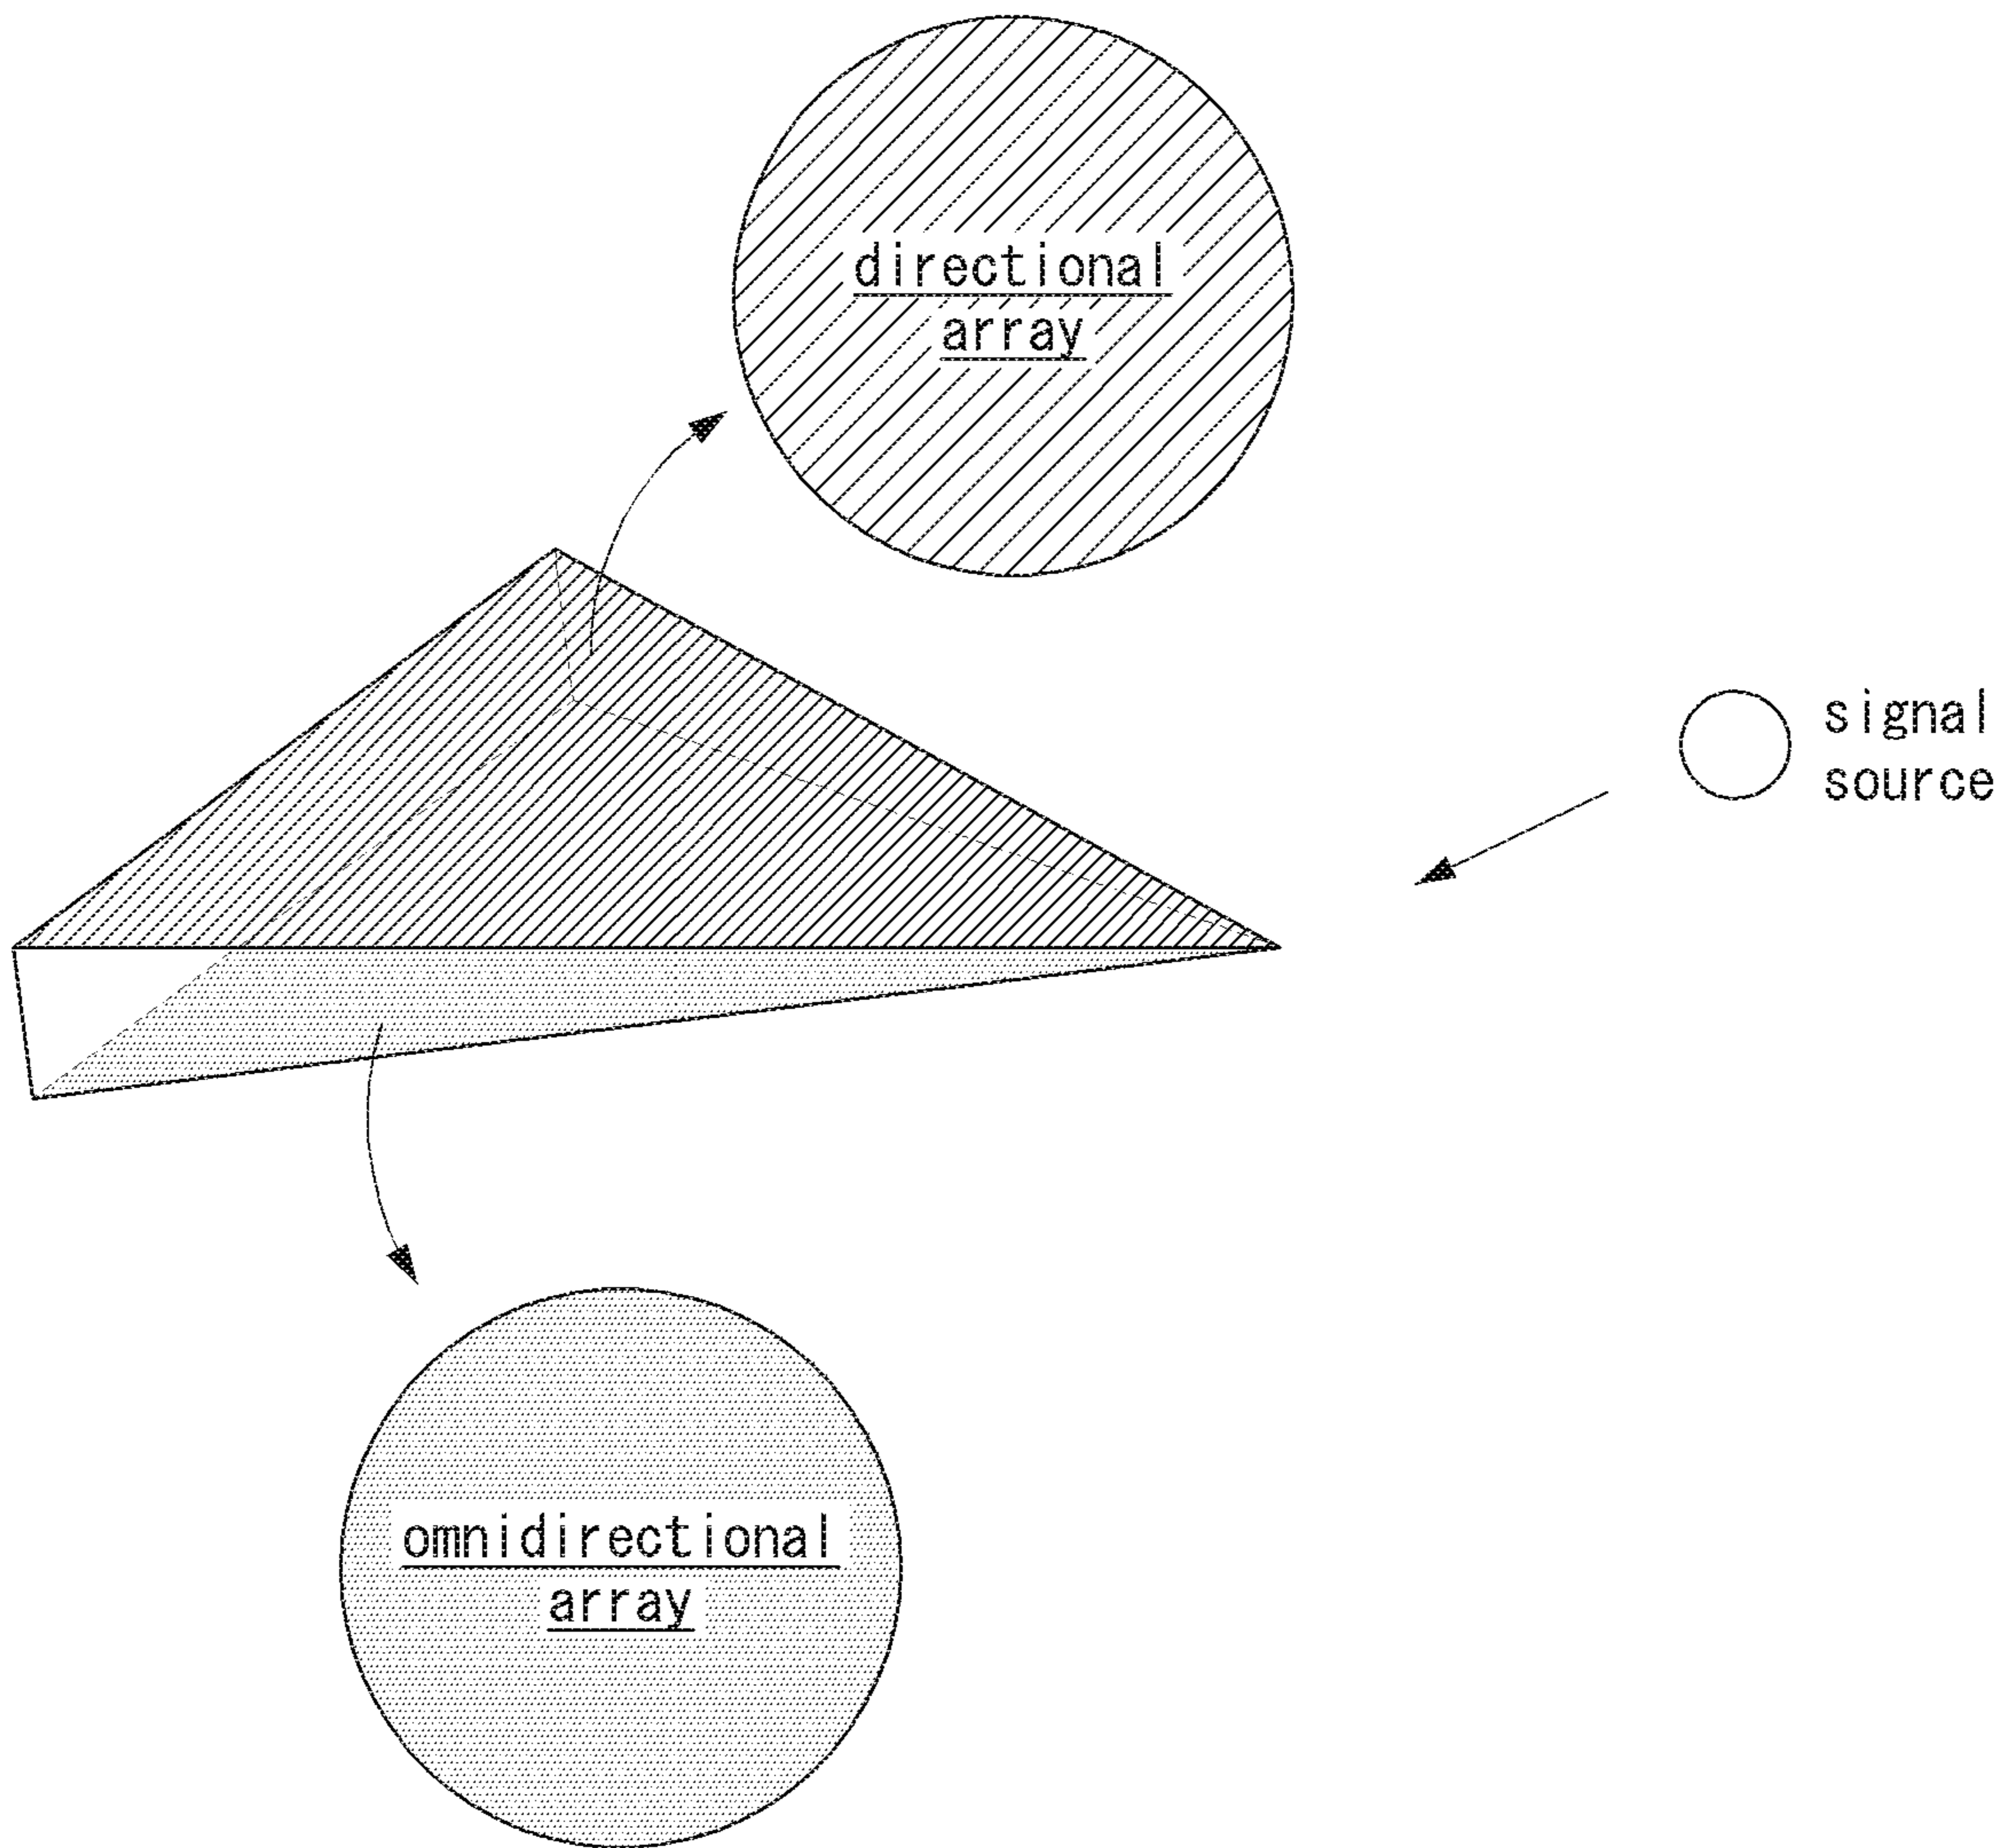 directional
array
signal
source
omnidirectional
array